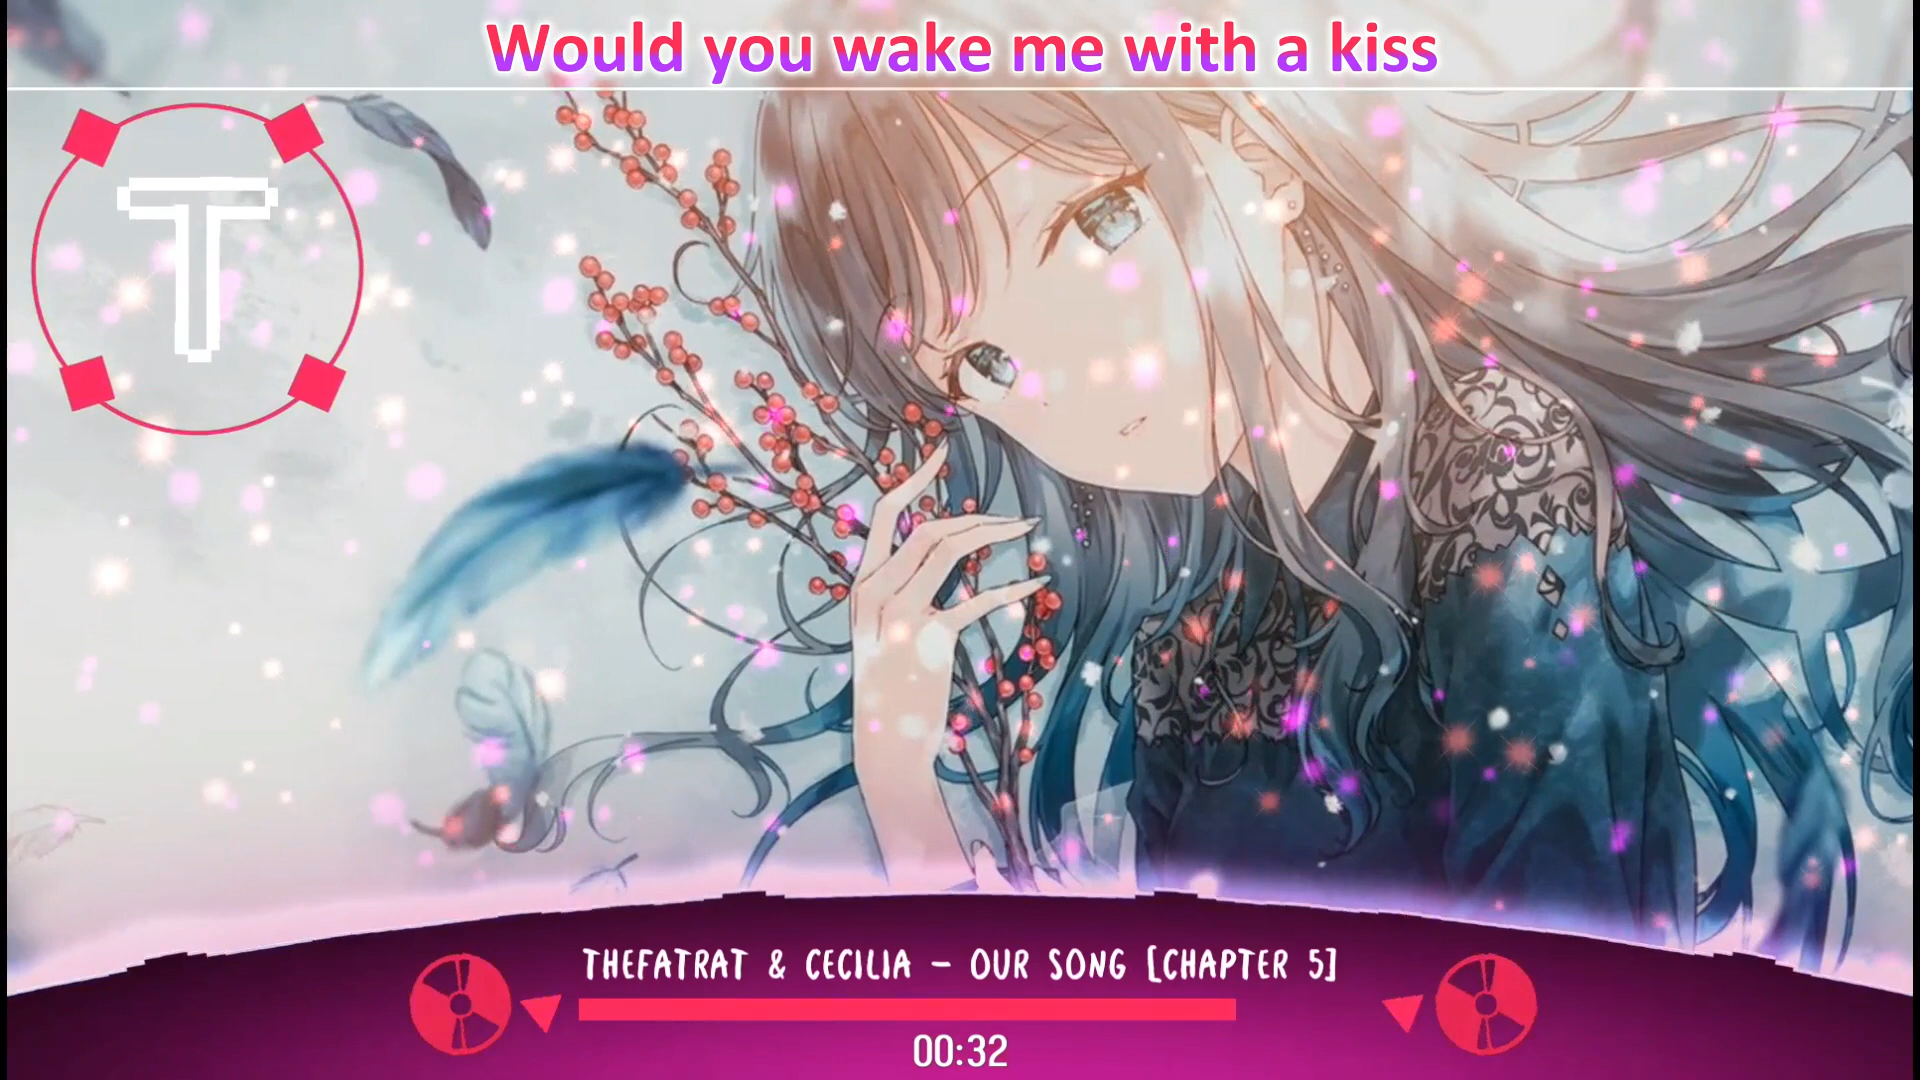 Would you wake me with a kiss
T
THEFATRAT & CECILIA - OUR SONG [CHAPTER 5]
00:32